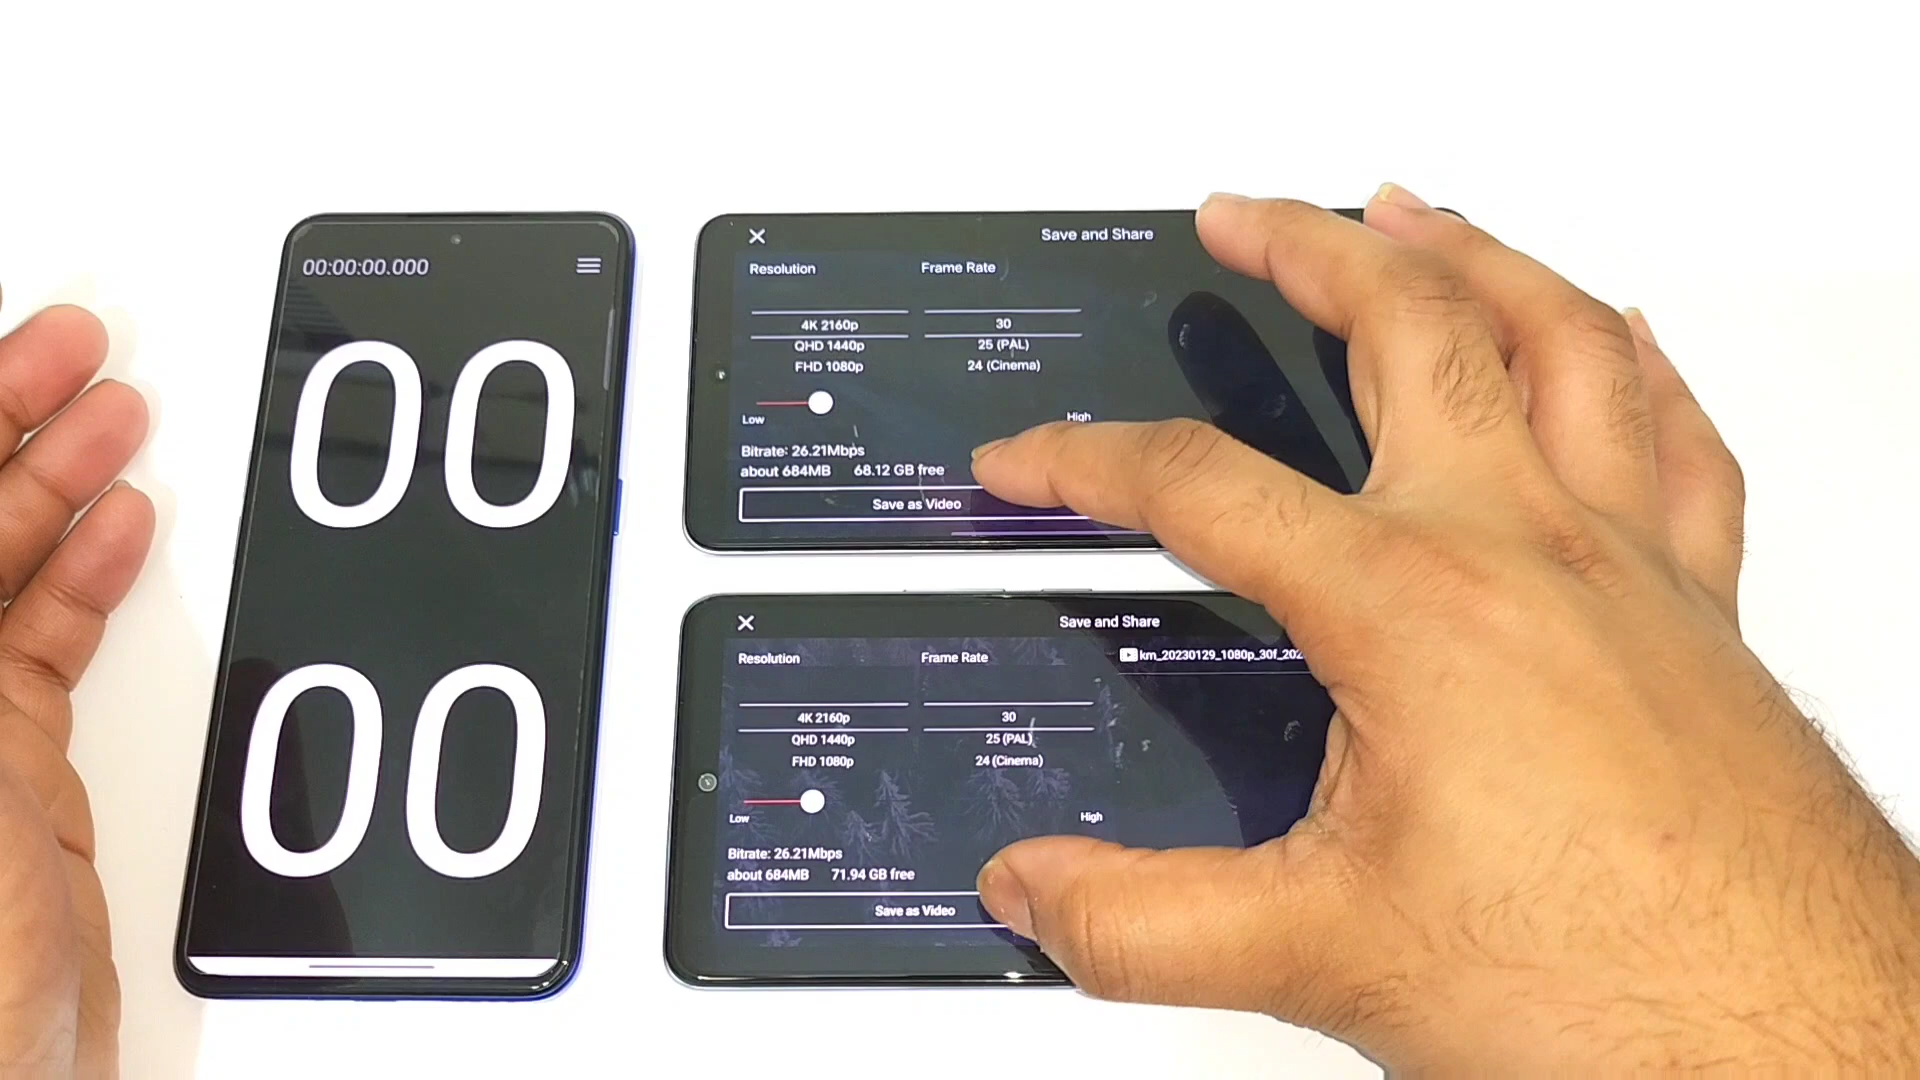 00:00:00.000
00 00
00 00
Save and Share
Resolution
Frame Rate
4K 2160p
30
QHD 1440p
25 (PAL)
FHD 1080p
24 (Cinema)
Low
High
Bitrate: 26.21Mbps
about 684MB
68.12 GB free
Save as Video
Save and Share
Resolution
Frame Rate
km_20230129_1080p_30f_202
4K 2160p
30
QHD 1440p
25 (PAL)
FHD 1080p
24 (Cinema)
Low
High
Bitrate: 26.21Mbps
about 684MB
71.94 GB free
Save as Video